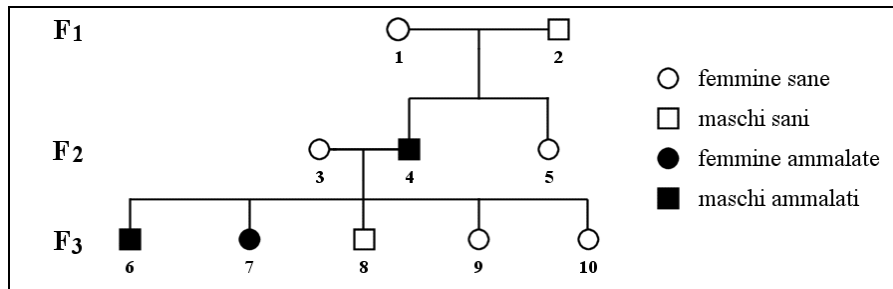 F1
1 2
femmine sane
maschi sani
F2
3 4 5
femmine ammalate
maschi ammalati
F3
6 7 8 9 10